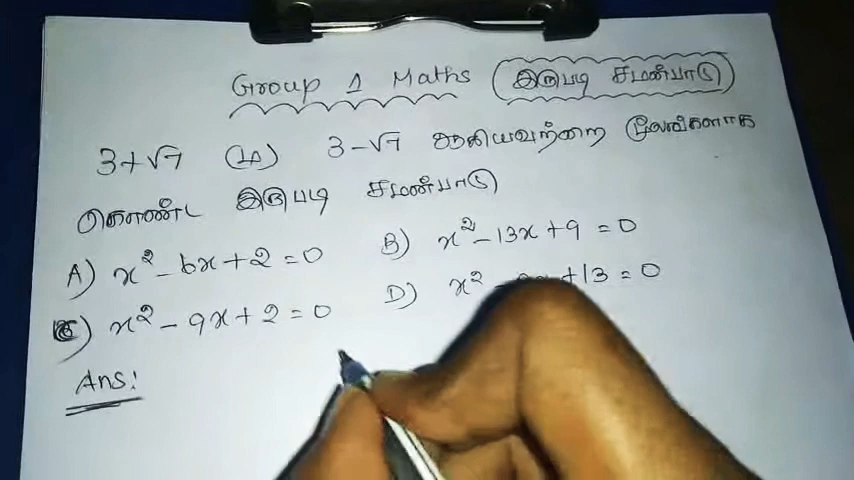 Group 1 Maths (இருபடி சமன்பாடு)
3+√7 (ம) 3-√7 ஆகியவற்றை மூலங்களாக
கொண்ட இருபடி சமன்பாடு
A) x² - 6x + 2 = 0 B) x² - 13x + 9 = 0
C) x² - 9x + 2 = 0 D) x² - +13 = 0
Ans: